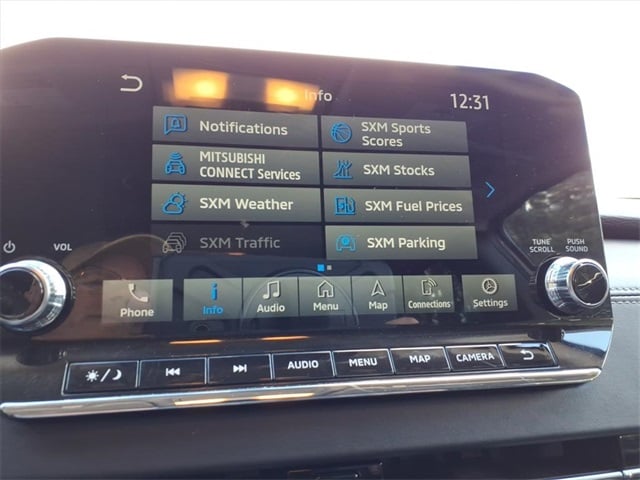 Info
12:31
Notifications
SXM Sports
Scores
MITSUBISHI
CONNECT Services
SXM Stocks
SXM Weather
SXM Fuel Prices
SXM Traffic
SXM Parking
VOL
TUNE
SCROLL
PUSH
SOUND
Phone
Info
Audio
Menu
Map
Connections
Settings
AUDIO
MENU
MAP
CAMERA